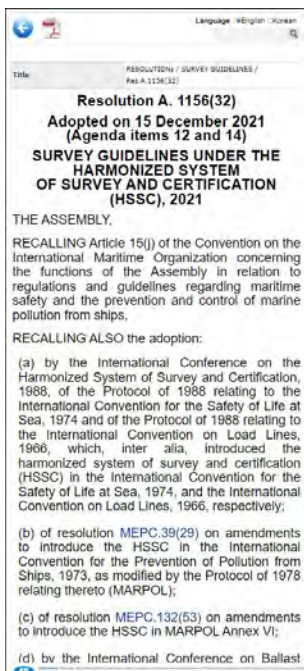 Language : English Korean
Title
RESOLUTIONs / SURVEY GUIDELINES /
Res.A.1156(32)
Resolution A. 1156(32)
Adopted on 15 December 2021
(Agenda items 12 and 14)
SURVEY GUIDELINES UNDER THE
HARMONIZED SYSTEM
OF SURVEY AND CERTIFICATION
(HSSC), 2021
THE ASSEMBLY,
RECALLING Article 15(j) of the Convention on the
International Maritime Organization concerning
the functions of the Assembly in relation to
regulations and guidelines regarding maritime
safety and the prevention and control of marine
pollution from ships,
RECALLING ALSO the adoption:
(a) by the International Conference on the
Harmonized System of Survey and Certification,
1988, of the Protocol of 1988 relating to the
International Convention for the Safety of Life at
Sea, 1974 and of the Protocol of 1988 relating to
the International Convention on Load Lines,
1966, which, inter alia, introduced the
harmonized system of survey and certification
(HSSC) in the International Convention for the
Safety of Life at Sea, 1974, and the International
Convention on Load Lines, 1966, respectively;
(b) of resolution MEPC.39(29) on amendments
to introduce the HSSC in the International
Convention for the Prevention of Pollution from
Ships, 1973, as modified by the Protocol of 1978
relating thereto (MARPOL);
(c) of resolution MEPC.132(53) on amendments
to introduce the HSSC in MARPOL Annex VI;
(d) by the International Conference on Ballast